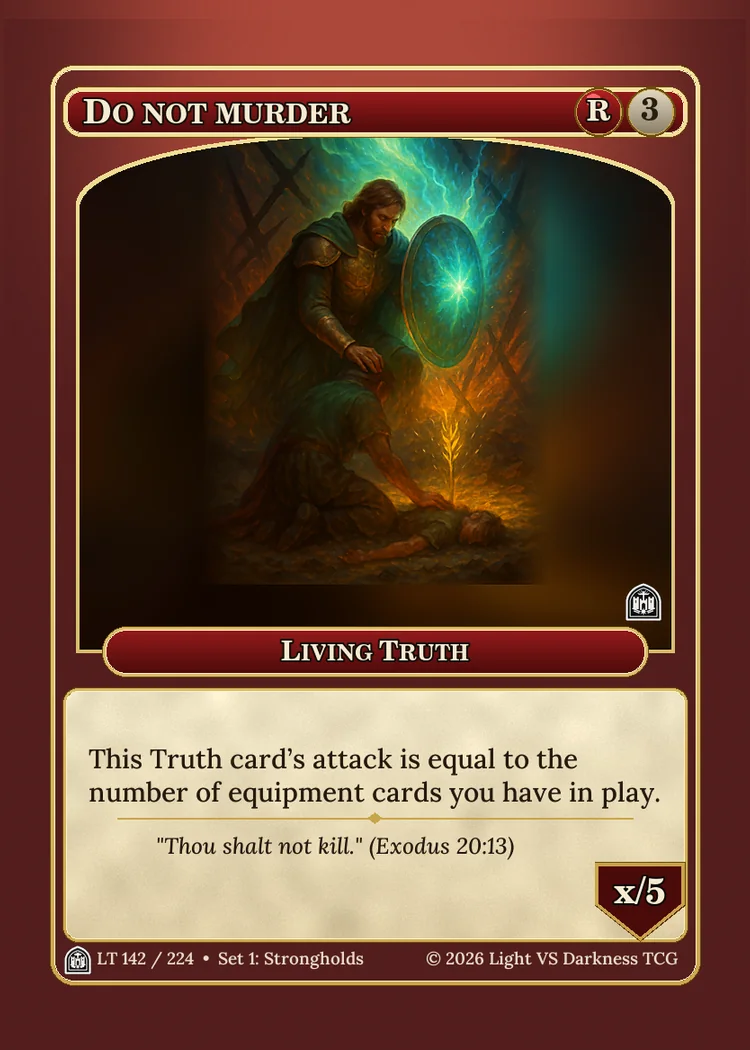 Do not murder R 3
Living Truth
This Truth card’s attack is equal to the
number of equipment cards you have in play.
"Thou shalt not kill." (Exodus 20:13)
x/5
LT 142 / 224 • Set 1: Strongholds © 2026 Light VS Darkness TCG